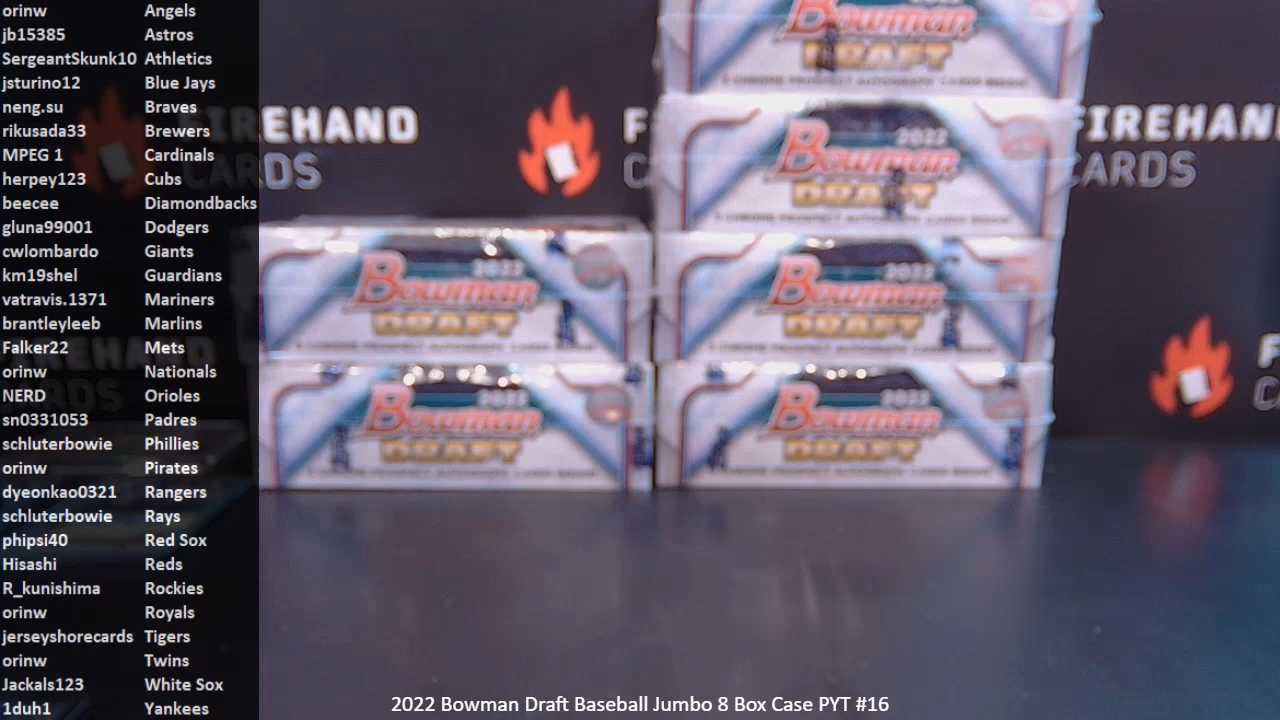 orinw Angels
jb15385 Astros
SergeantSkunk10 Athletics
jsturino12 Blue Jays
neng.su Braves
rikusada33 Brewers
MPEG 1 Cardinals
herpey123 Cubs
beecee Diamondbacks
gluna99001 Dodgers
cwlombardo Giants
km19shel Guardians
vatravis.1371 Mariners
brantleyleeb Marlins
Falker22 Mets
orinw Nationals
NERD Orioles
sn0331053 Padres
schluterbowie Phillies
orinw Pirates
dyeonkao0321 Rangers
schluterbowie Rays
phipsi40 Red Sox
Hisashi Reds
R_kunishima Rockies
orinw Royals
jerseyshorecards Tigers
orinw Twins
Jackals123 White Sox
1duh1 Yankees
FIREHAND
CARDS
FIREHAN
CARDS
Bowman
DRAFT
2022
Bowman
DRAFT
2022
Bowman
DRAFT
2022
Bowman
DRAFT
2022
Bowman
DRAFT
2022
Bowman
DRAFT
2022 Bowman Draft Baseball Jumbo 8 Box Case PYT #16